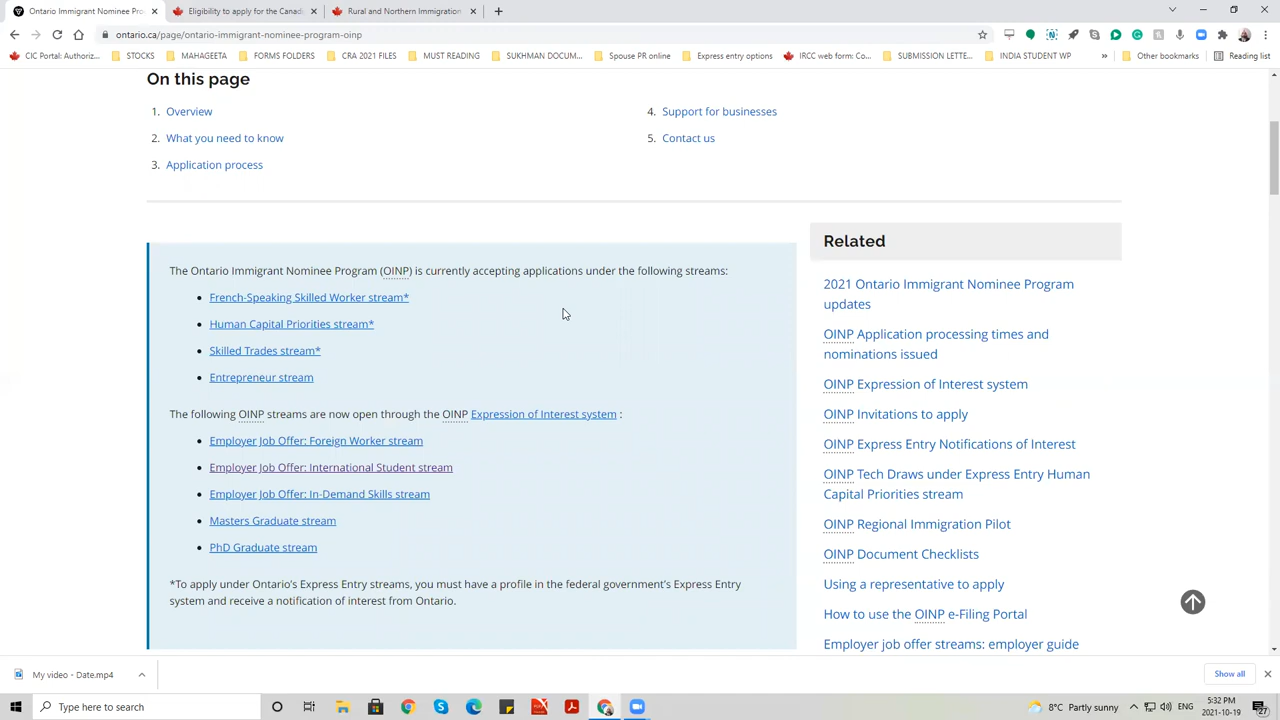 Ontario Immigrant Nominee Pro
Eligibility to apply for the Canad
Rural and Northern Immigration
ontario.ca/page/ontario-immigrant-nominee-program-oinp
CIC Portal: Authoriz...
STOCKS
MAHAGEETA
FORMS FOLDERS
CRA 2021 FILES
MUST READING
SUKHMAN DOCUM...
Spouse PR online
Express entry options
IRCC web form: Co...
SUBMISSION LETTE...
INDIA STUDENT WP
»
Other bookmarks
Reading list
On this page
1. Overview
2. What you need to know
3. Application process
4. Support for businesses
5. Contact us
The Ontario Immigrant Nominee Program (OINP) is currently accepting applications under the following streams:
• French-Speaking Skilled Worker stream*
• Human Capital Priorities stream*
• Skilled Trades stream*
• Entrepreneur stream
The following OINP streams are now open through the OINP Expression of Interest system :
• Employer Job Offer: Foreign Worker stream
• Employer Job Offer: International Student stream
• Employer Job Offer: In-Demand Skills stream
• Masters Graduate stream
• PhD Graduate stream
*To apply under Ontario's Express Entry streams, you must have a profile in the federal government's Express Entry
system and receive a notification of interest from Ontario.
Related
2021 Ontario Immigrant Nominee Program
updates
OINP Application processing times and
nominations issued
OINP Expression of Interest system
OINP Invitations to apply
OINP Express Entry Notifications of Interest
OINP Tech Draws under Express Entry Human
Capital Priorities stream
OINP Regional Immigration Pilot
OINP Document Checklists
Using a representative to apply
How to use the OINP e-Filing Portal
Employer job offer streams: employer guide
My video - Date.mp4
Show all
Type here to search
8°C Partly sunny
ENG
5:32 PM
2021-10-19
27